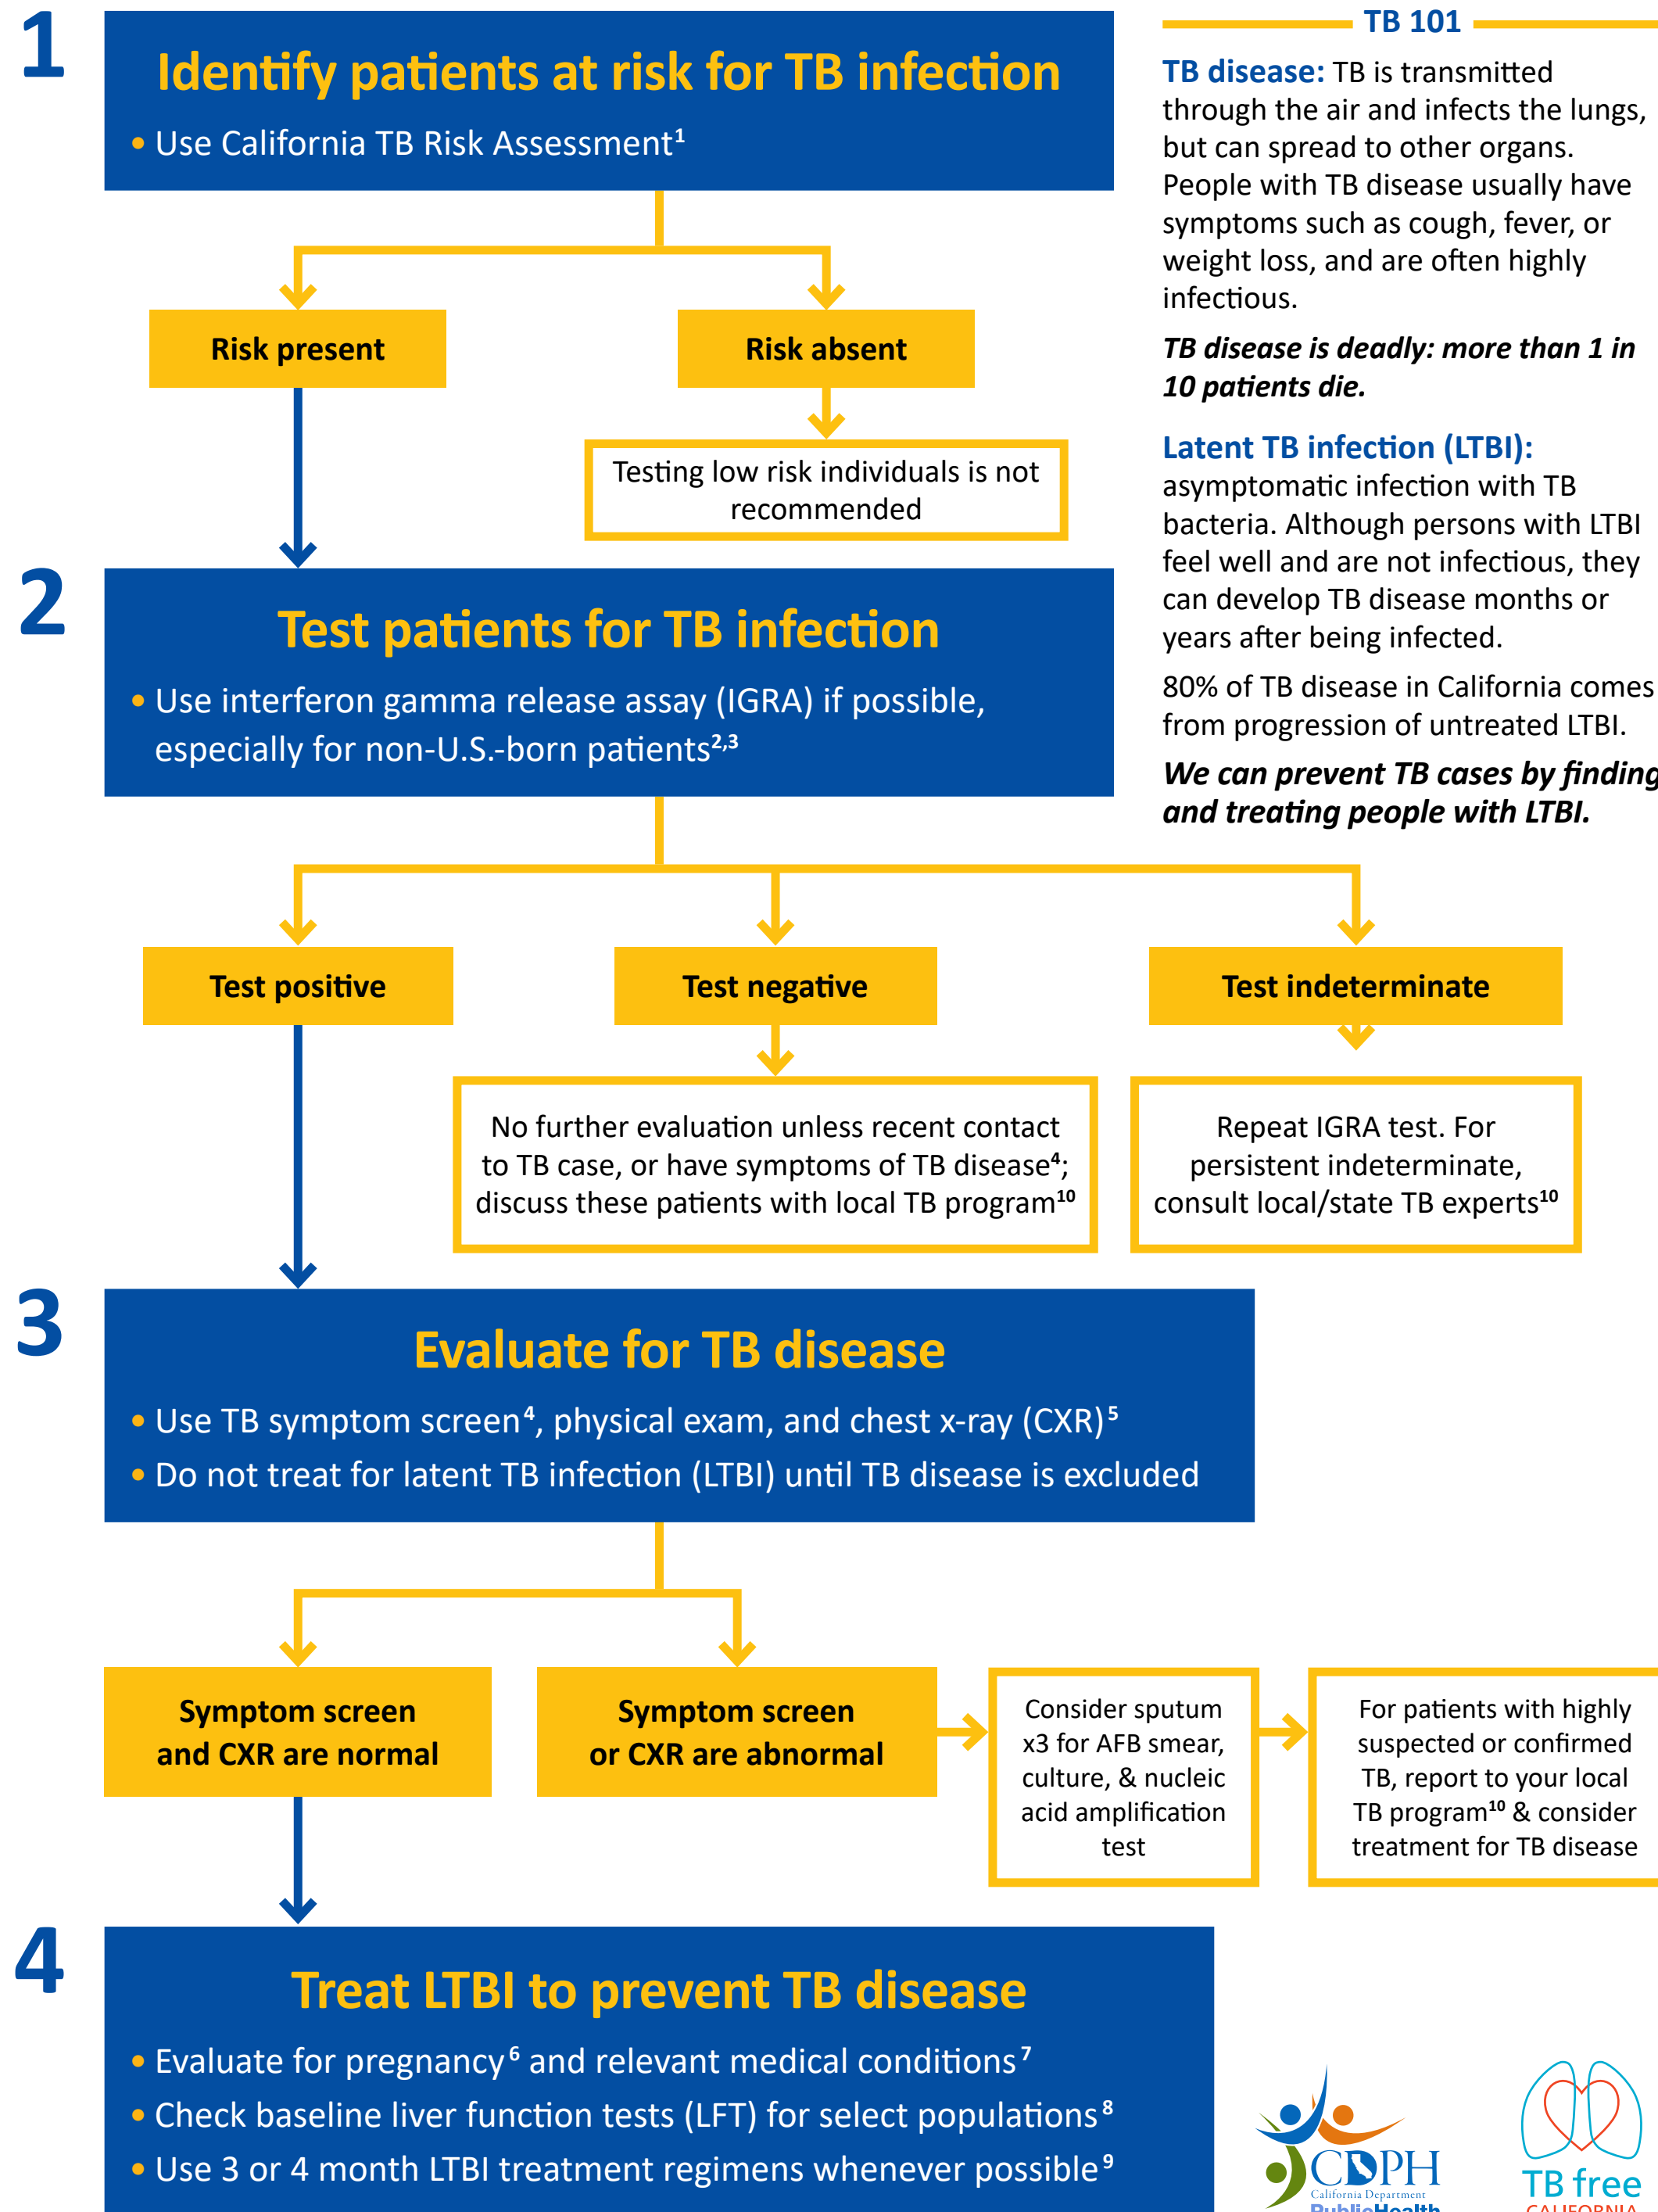 1
Identify patients at risk for TB infection
• Use California TB Risk Assessment¹
Risk present
Risk absent
Testing low risk individuals is not
recommended
TB 101
TB disease: TB is transmitted
through the air and infects the lungs,
but can spread to other organs.
People with TB disease usually have
symptoms such as cough, fever, or
weight loss, and are often highly
infectious.
TB disease is deadly: more than 1 in
10 patients die.
Latent TB infection (LTBI):
asymptomatic infection with TB
bacteria. Although persons with LTBI
feel well and are not infectious, they
can develop TB disease months or
years after being infected.
80% of TB disease in California comes
from progression of untreated LTBI.
We can prevent TB cases by finding
and treating people with LTBI.
2
Test patients for TB infection
• Use interferon gamma release assay (IGRA) if possible,
especially for non-U.S.-born patients²,³
Test positive
Test negative
Test indeterminate
No further evaluation unless recent contact
to TB case, or have symptoms of TB disease⁴;
discuss these patients with local TB program¹⁰
Repeat IGRA test. For
persistent indeterminate,
consult local/state TB experts¹⁰
3
Evaluate for TB disease
• Use TB symptom screen⁴, physical exam, and chest x-ray (CXR)⁵
• Do not treat for latent TB infection (LTBI) until TB disease is excluded
Symptom screen
and CXR are normal
Symptom screen
or CXR are abnormal
Consider sputum
x3 for AFB smear,
culture, & nucleic
acid amplification
test
For patients with highly
suspected or confirmed
TB, report to your local
TB program¹⁰ & consider
treatment for TB disease
4
Treat LTBI to prevent TB disease
• Evaluate for pregnancy⁶ and relevant medical conditions⁷
• Check baseline liver function tests (LFT) for select populations⁸
• Use 3 or 4 month LTBI treatment regimens whenever possible⁹
CDPH
California Department
PublicHealth
TB free
CALIFORNIA